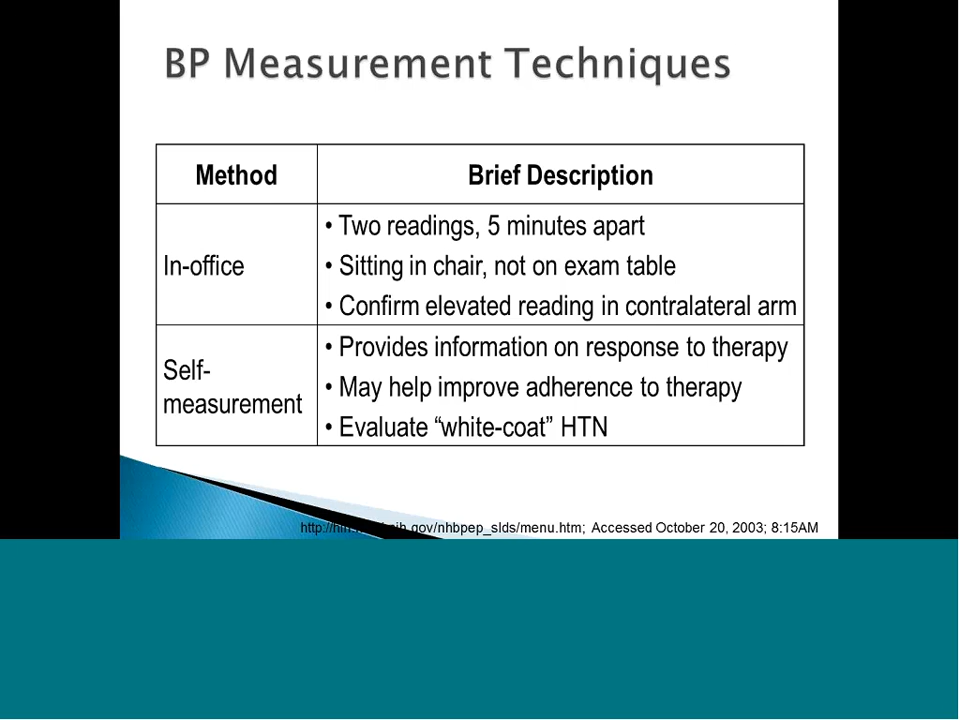 BP Measurement Techniques
Method
Brief Description
In-office
• Two readings, 5 minutes apart
• Sitting in chair, not on exam table
• Confirm elevated reading in contralateral arm
Self-
measurement
• Provides information on response to therapy
• May help improve adherence to therapy
• Evaluate “white-coat” HTN
.gov/nhbpep_slds/menu.htm; Accessed October 20, 2003; 8:15AM